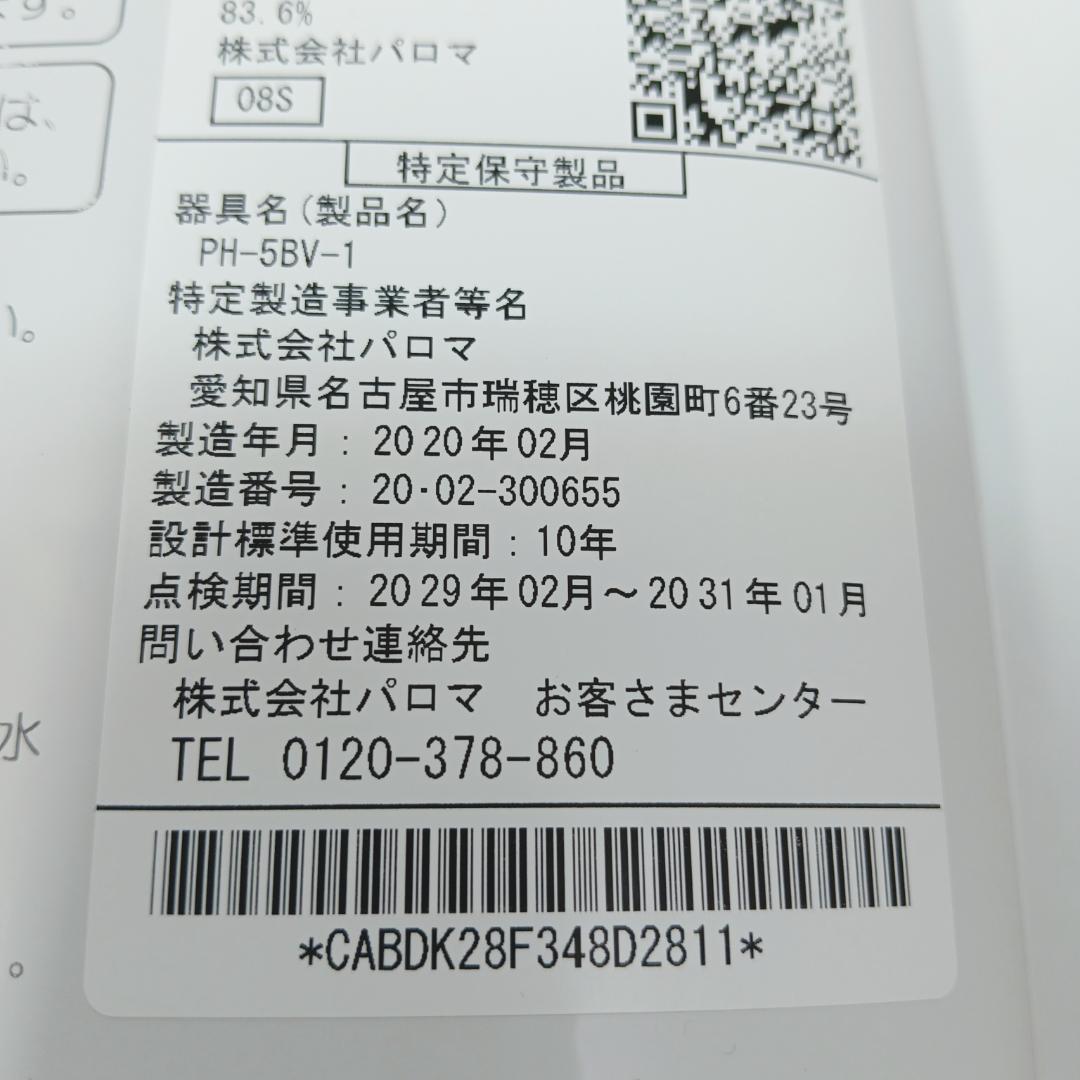 83.6%
株式会社パロマ
08S
特定保守製品
器具名(製品名)
PH-5BV-1
特定製造事業者等名
株式会社パロマ
愛知県名古屋市瑞穂区桃園町6番23号
製造年月:2020年02月
製造番号:20・02-300655
設計標準使用期間:10年
点検期間:2029年02月～2031年01月
問い合わせ連絡先
株式会社パロマ お客さまセンター
TEL 0120-378-860
*CABDK28F348D2811*
す。
は、
い。
い。
水
。